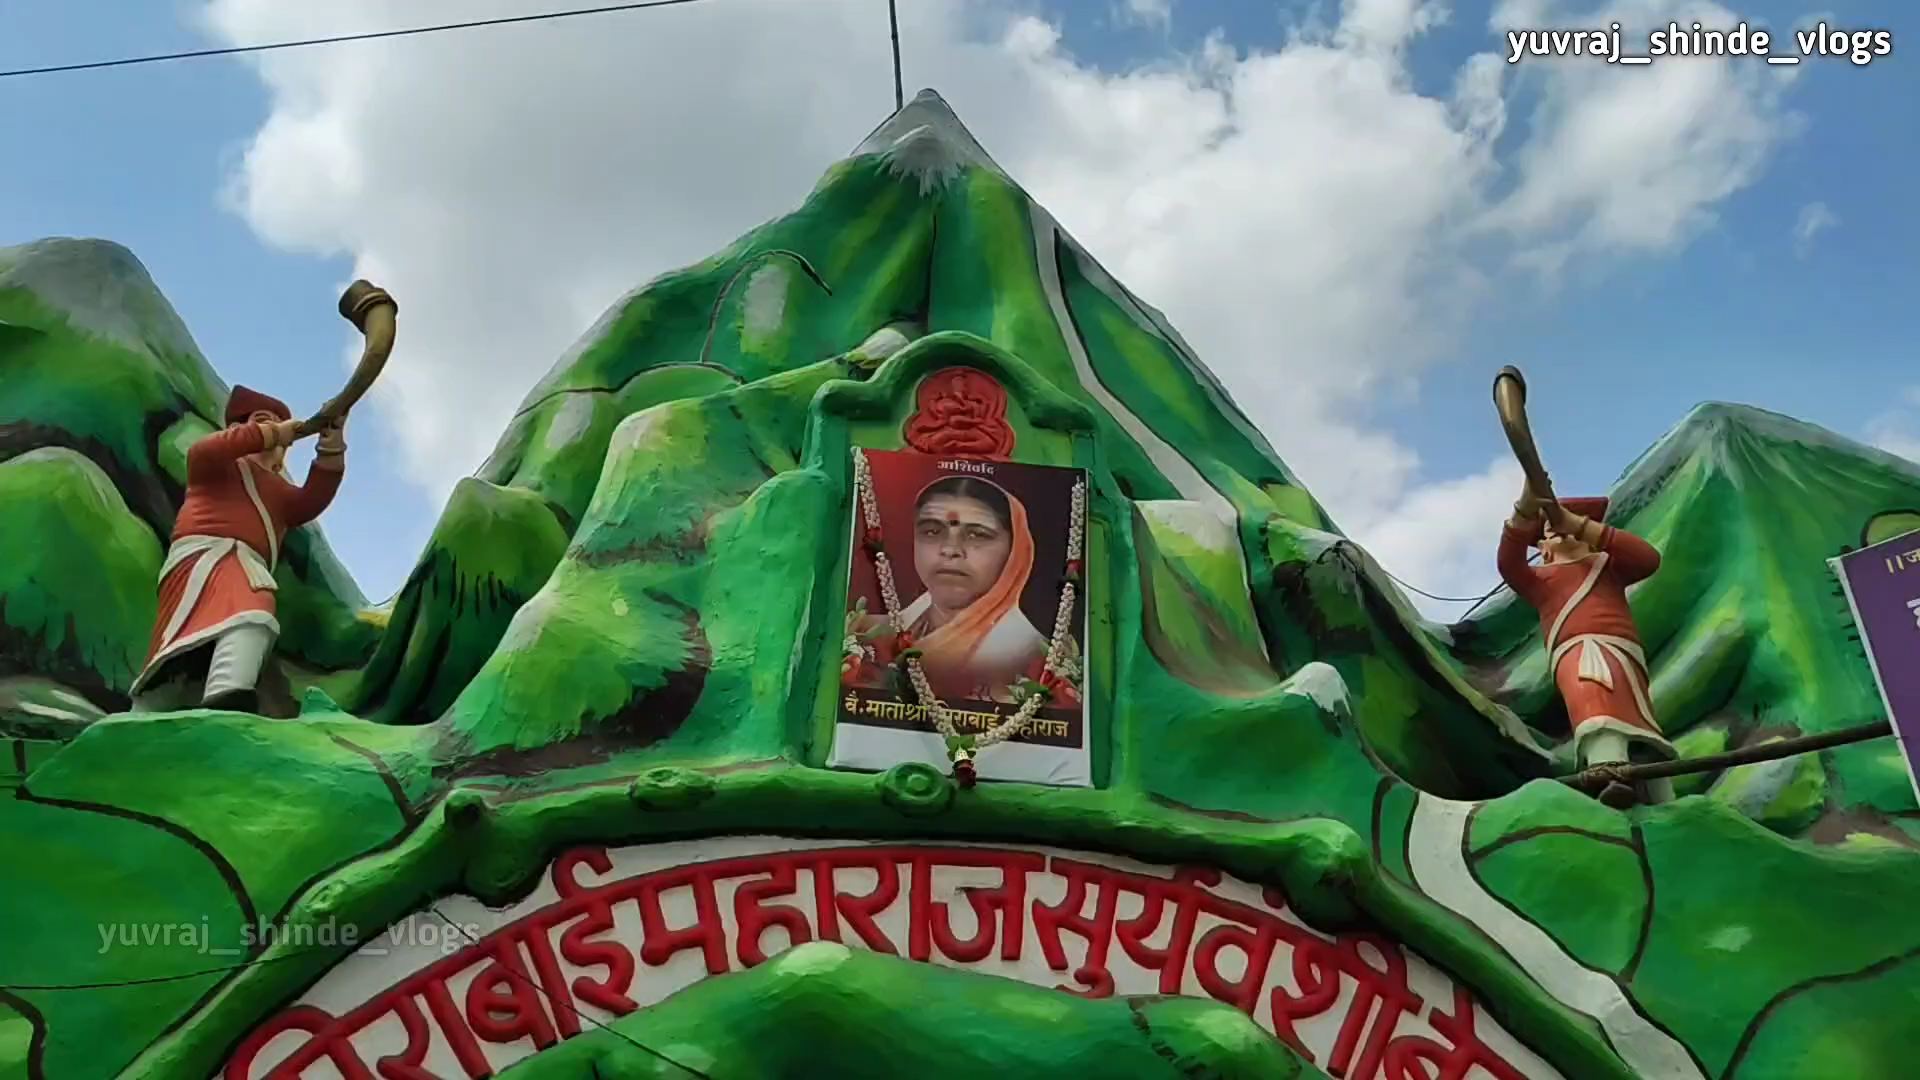 yuvraj_shinde_vlogs
आशिर्वाद
वै.मातोश्री मिराबाई महाराज
॥ज
yuvraj_shinde_vlogs
मिराबाईमहाराजसुर्यवंशी